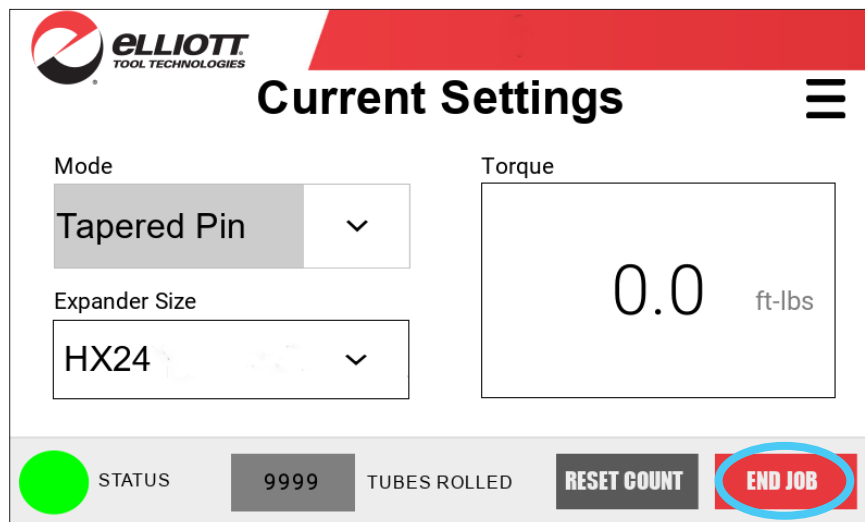 ELLIOTT
TOOL TECHNOLOGIES
Current Settings
Mode
Tapered Pin
Expander Size
HX24
Torque
0.0 ft-lbs
STATUS
9999 TUBES ROLLED
RESET COUNT
END JOB